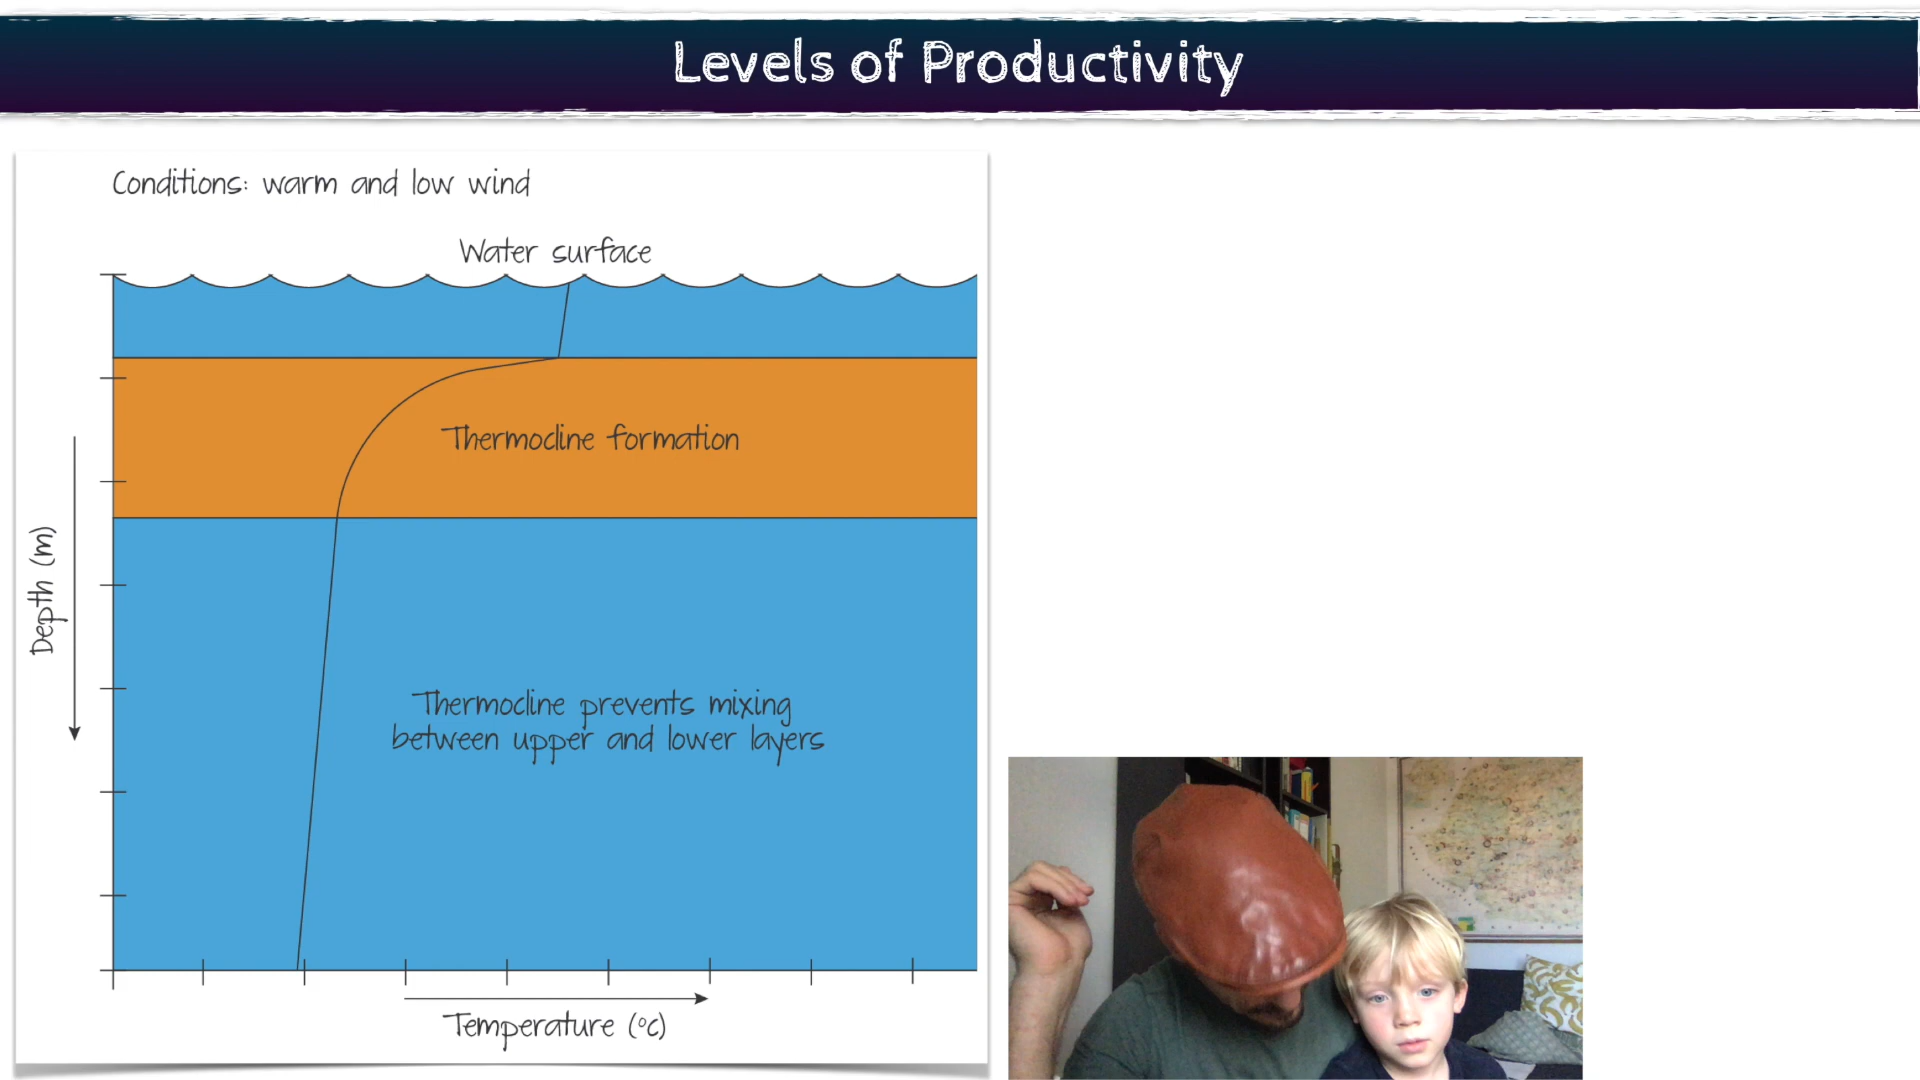 Levels of Productivity
Conditions: warm and low wind
Water surface
Thermocline formation
Depth (m)
Thermocline prevents mixing
between upper and lower layers
Temperature (°c)